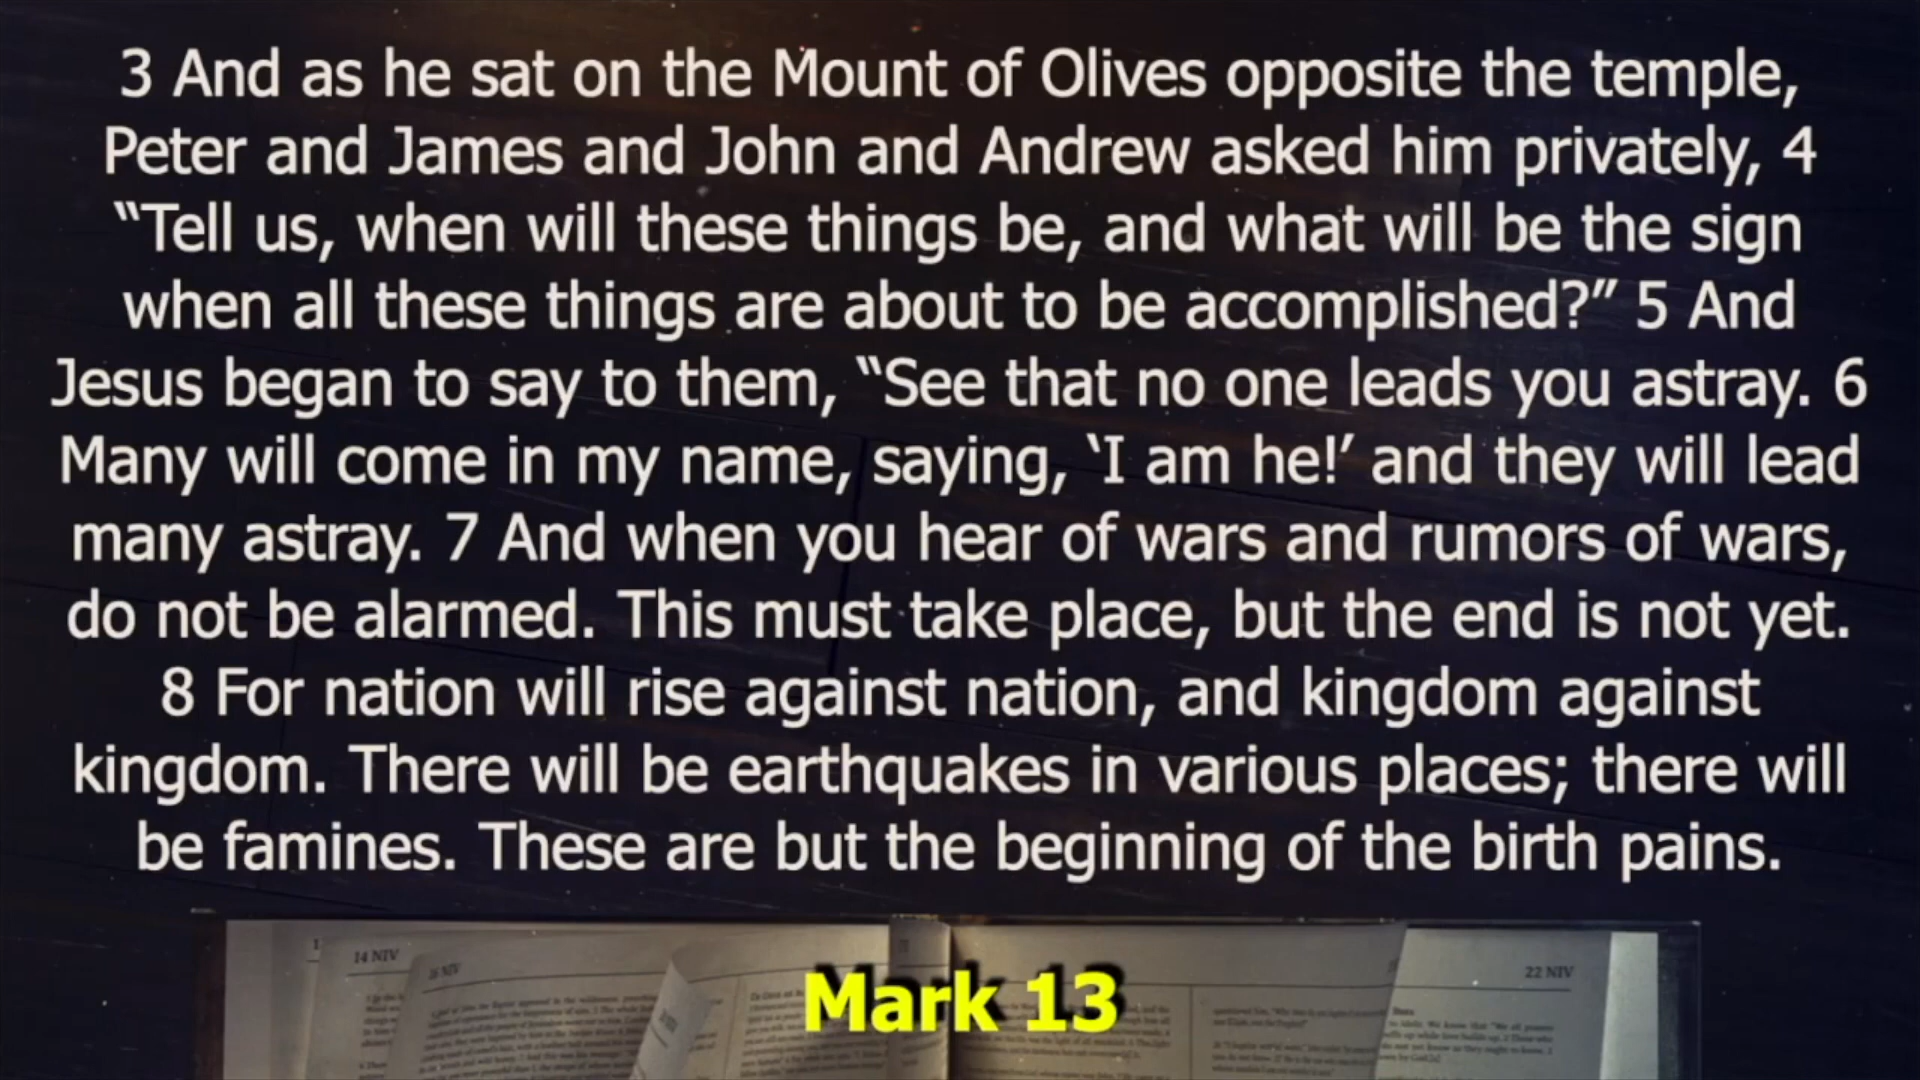 3 And as he sat on the Mount of Olives opposite the temple,
Peter and James and John and Andrew asked him privately, 4
“Tell us, when will these things be, and what will be the sign
when all these things are about to be accomplished?” 5 And
Jesus began to say to them, “See that no one leads you astray. 6
Many will come in my name, saying, ‘I am he!’ and they will lead
many astray. 7 And when you hear of wars and rumors of wars,
do not be alarmed. This must take place, but the end is not yet.
8 For nation will rise against nation, and kingdom against
kingdom. There will be earthquakes in various places; there will
be famines. These are but the beginning of the birth pains.
14 NIV
16 NIV
22 NIV
Mark 13